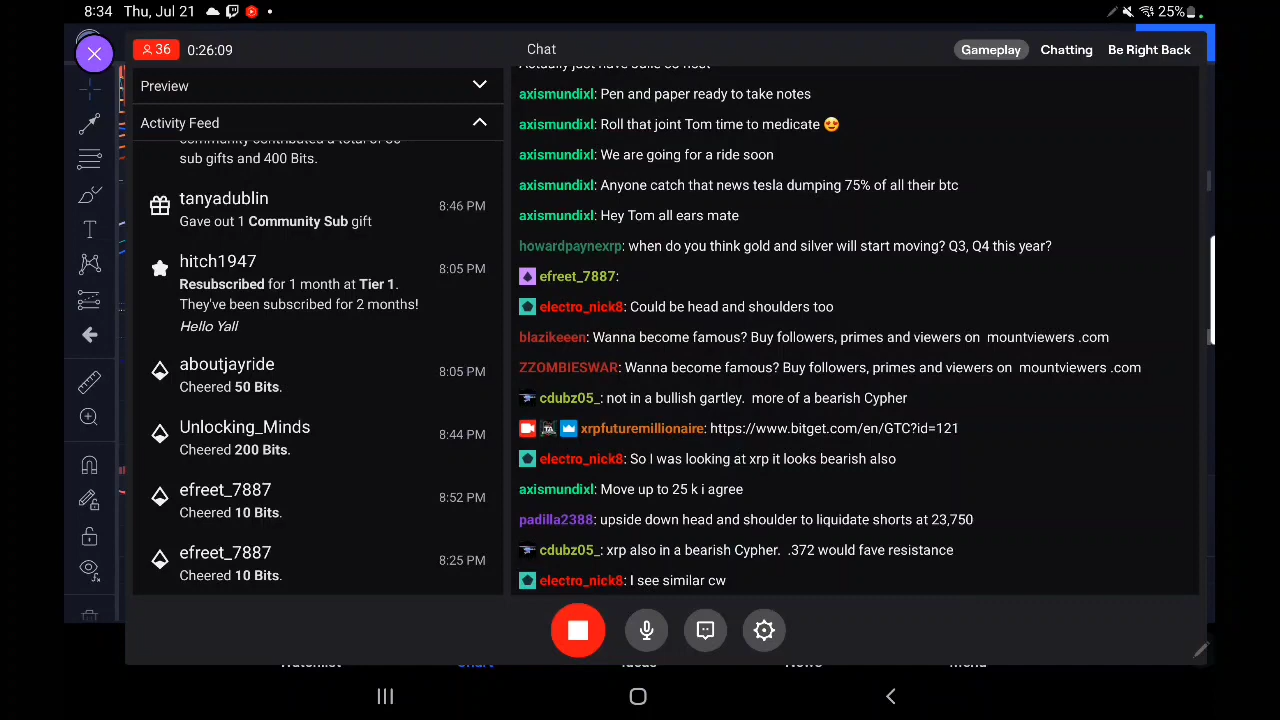 8:34 Thu, Jul 21
25%
36 0:26:09
Chat
Gameplay Chatting Be Right Back
Preview
Activity Feed
sub gifts and 400 Bits.
tanyadublin
Gave out 1 Community Sub gift
8:46 PM
hitch1947
Resubscribed for 1 month at Tier 1.
They've been subscribed for 2 months!
Hello Yall
8:05 PM
aboutjayride
Cheered 50 Bits.
8:05 PM
Unlocking_Minds
Cheered 200 Bits.
8:44 PM
efreet_7887
Cheered 10 Bits.
8:52 PM
efreet_7887
Cheered 10 Bits.
8:25 PM
axismundixl: Pen and paper ready to take notes
axismundixl: Roll that joint Tom time to medicate 😍
axismundixl: We are going for a ride soon
axismundixl: Anyone catch that news tesla dumping 75% of all their btc
axismundixl: Hey Tom all ears mate
howardpaynexrp: when do you think gold and silver will start moving? Q3, Q4 this year?
efreet_7887:
electro_nick8: Could be head and shoulders too
blazikeeen: Wanna become famous? Buy followers, primes and viewers on mountviewers .com
ZZOMBIESWAR: Wanna become famous? Buy followers, primes and viewers on mountviewers .com
cdubz05_: not in a bullish gartley. more of a bearish Cypher
xrpfuturemillionaire: https://www.bitget.com/en/GTC?id=121
electro_nick8: So I was looking at xrp it looks bearish also
axismundixl: Move up to 25 k i agree
padilla2388: upside down head and shoulder to liquidate shorts at 23,750
cdubz05_: xrp also in a bearish Cypher. .372 would fave resistance
electro_nick8: I see similar cw